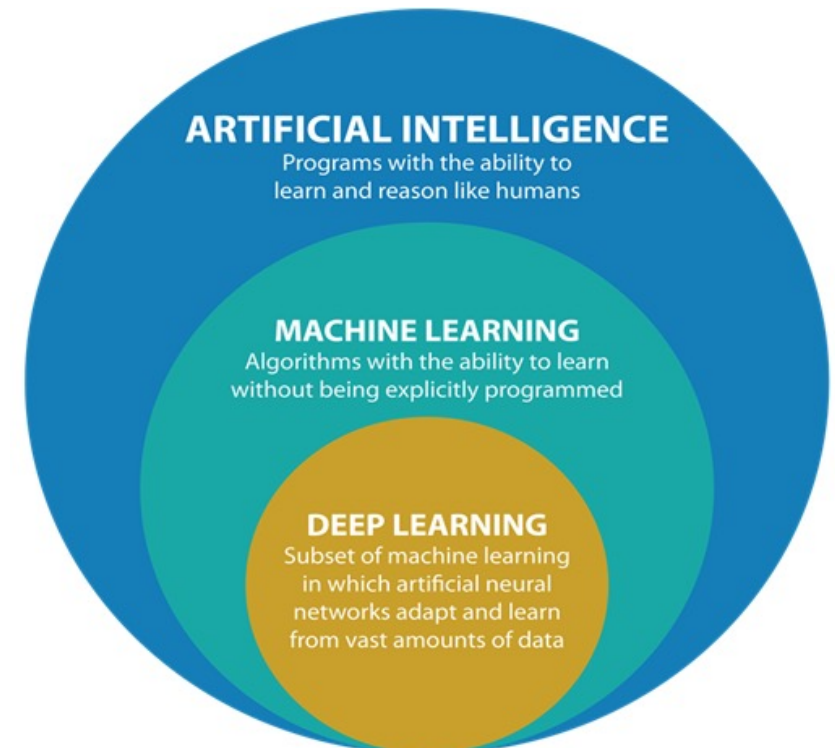 ARTIFICIAL INTELLIGENCE
Programs with the ability to
learn and reason like humans
MACHINE LEARNING
Algorithms with the ability to learn
without being explicitly programmed
DEEP LEARNING
Subset of machine learning
in which artificial neural
networks adapt and learn
from vast amounts of data